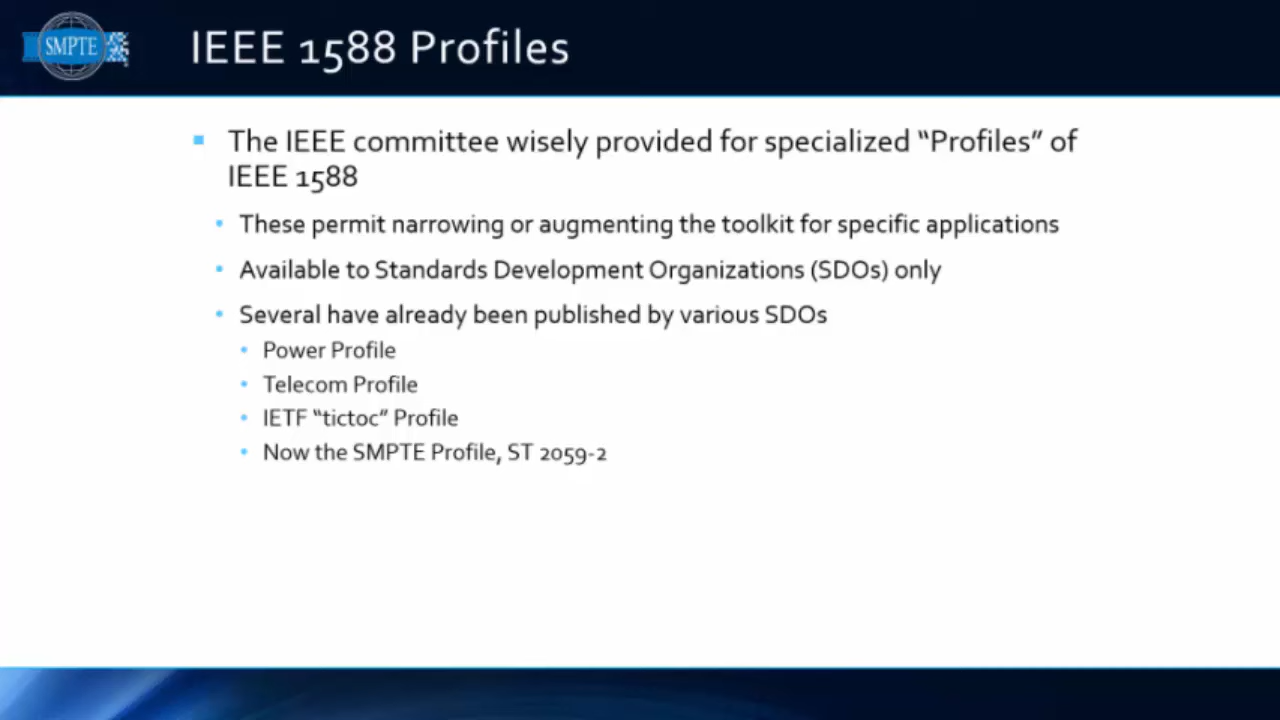 SMPTE
IEEE 1588 Profiles
The IEEE committee wisely provided for specialized “Profiles” of
IEEE 1588
These permit narrowing or augmenting the toolkit for specific applications
Available to Standards Development Organizations (SDOs) only
Several have already been published by various SDOs
Power Profile
Telecom Profile
IETF “tictoc” Profile
Now the SMPTE Profile, ST 2059-2